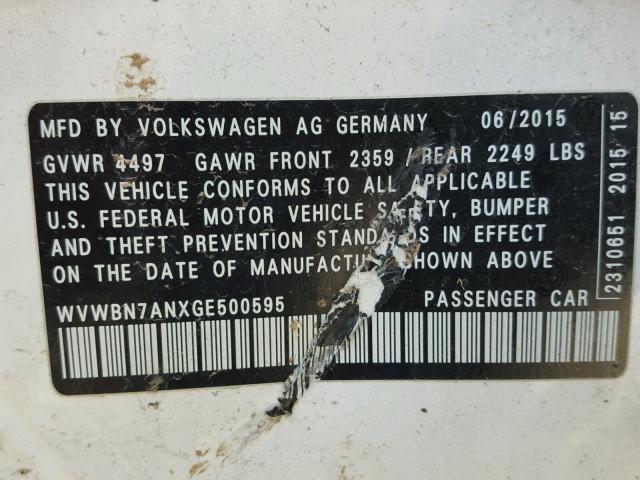 MFD BY VOLKSWAGEN AG GERMANY 06/2015
GVWR 4497 GAWR FRONT 2359 / REAR 2249 LBS
THIS VEHICLE CONFORMS TO ALL APPLICABLE
U.S. FEDERAL MOTOR VEHICLE SAFETY, BUMPER
AND THEFT PREVENTION STANDARDS IN EFFECT
ON THE DATE OF MANUFACTURE SHOWN ABOVE
WVWBN7ANXGE500595 PASSENGER CAR
2310651 2015 15